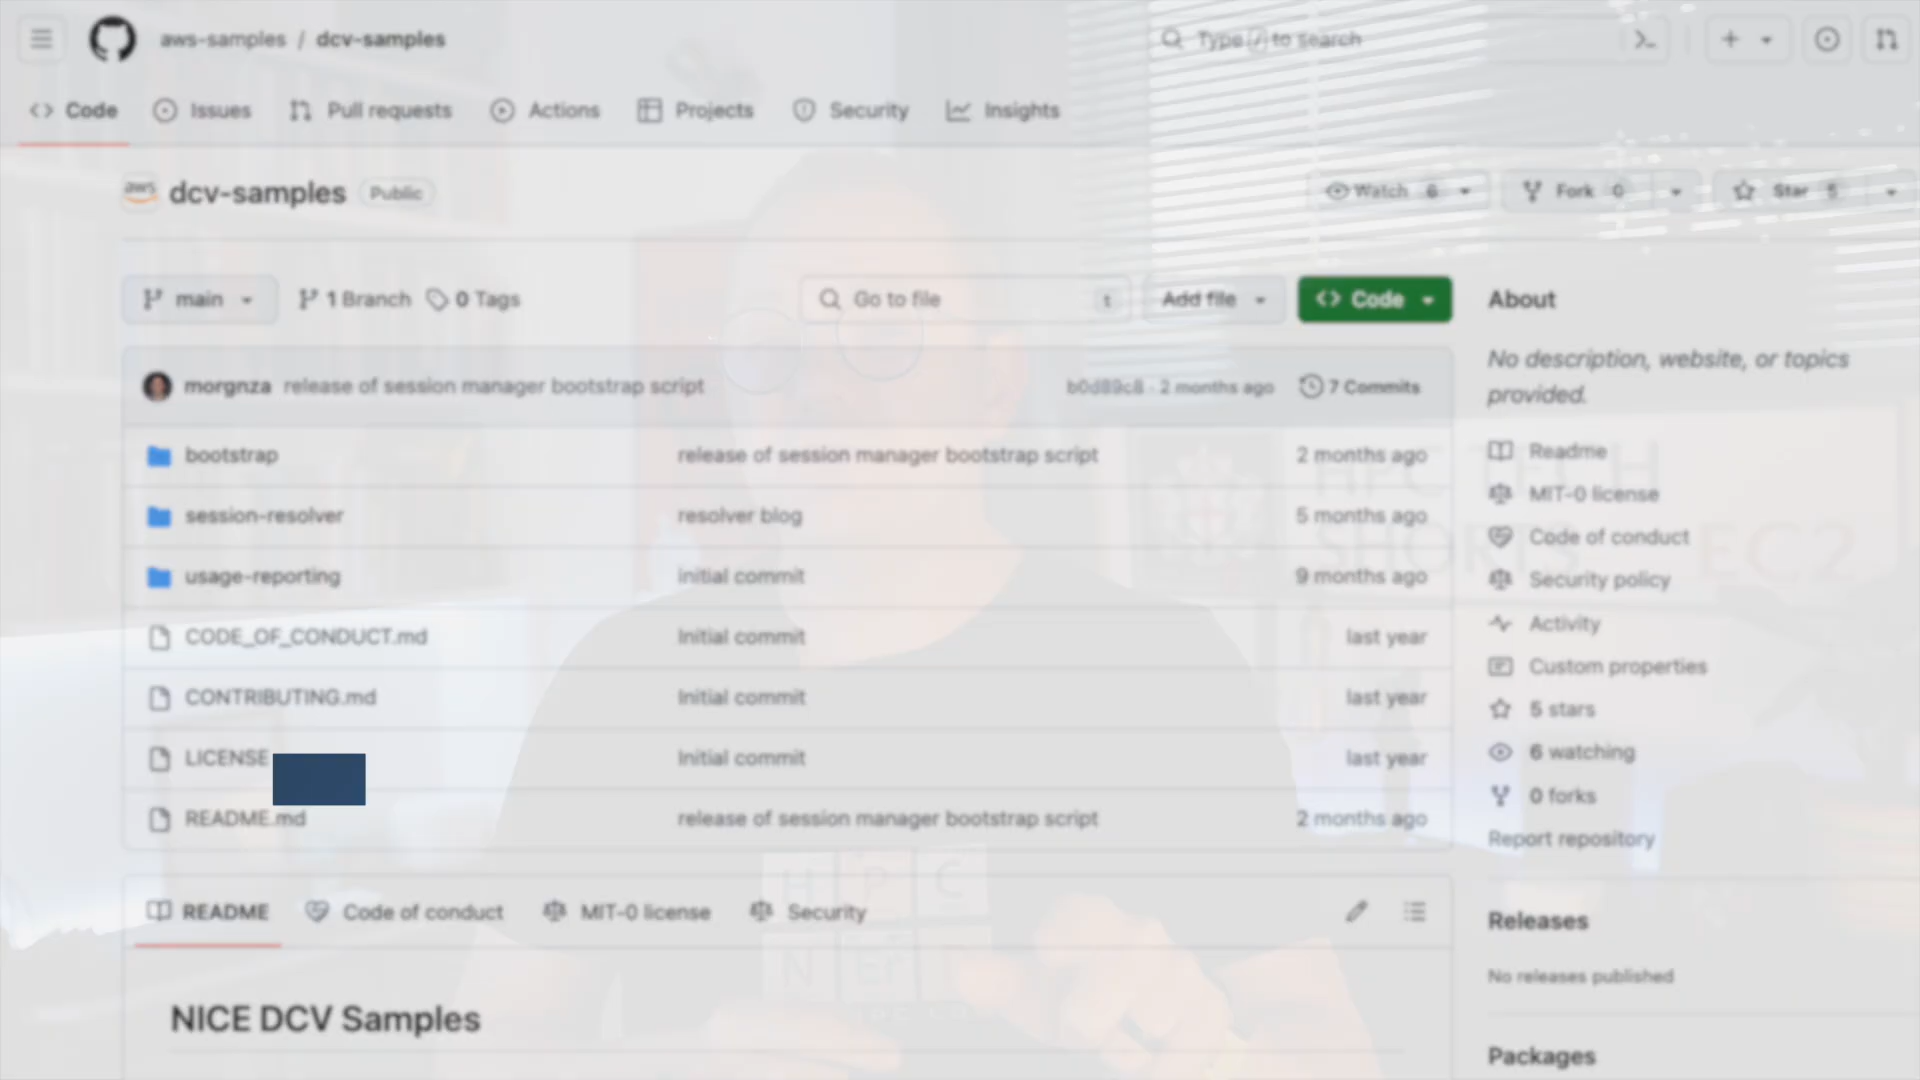 aws-samples / dcv-samples
Type / to search
Code Issues Pull requests Actions Projects Security Insights
aws dcv-samples Public
Watch 6 Fork 0 Star 5
main 1 Branch 0 Tags Go to file t Add file Code
About
No description, website, or topics
provided.
morgnza release of session manager bootstrap script b0d89c8 · 2 months ago 7 Commits
bootstrap release of session manager bootstrap script 2 months ago
session-resolver resolver blog 5 months ago
usage-reporting initial commit 9 months ago
CODE_OF_CONDUCT.md Initial commit last year
CONTRIBUTING.md Initial commit last year
LICENSE Initial commit last year
README.md release of session manager bootstrap script 2 months ago
Readme
MIT-0 license
Code of conduct
Security policy
Activity
Custom properties
5 stars
6 watching
0 forks
Report repository
HPC TECH
SHORTS
EC2
README Code of conduct MIT-0 license Security
NICE DCV Samples
Releases
No releases published
Packages
H P C
N Er